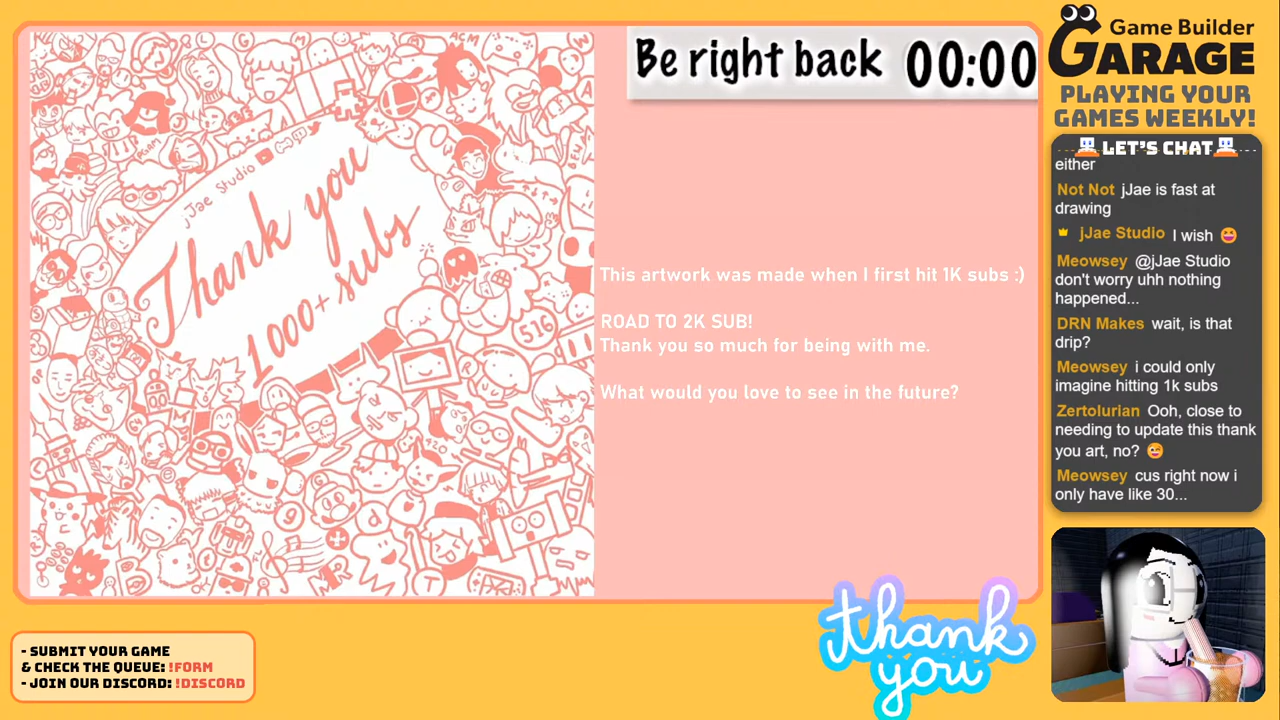 Be right back 00:00
jJae Studio
Thank you
1000+ subs
516
420
64
This artwork was made when I first hit 1K subs :)
ROAD TO 2K SUB!
Thank you so much for being with me.
What would you love to see in the future?
Game Builder
GARAGE
PLAYING YOUR
GAMES WEEKLY!
LET'S CHAT
either
Not Not jJae is fast at
drawing
jJae Studio I wish 😆
Meowsey @jJae Studio
don't worry uhh nothing
happened...
DRN Makes wait, is that
drip?
Meowsey i could only
imagine hitting 1k subs
Zertolurian Ooh, close to
needing to update this thank
you art, no? 😅
Meowsey cus right now i
only have like 30...
thank
you
- SUBMIT YOUR GAME
& CHECK THE QUEUE: !FORM
- JOIN OUR DISCORD: !DISCORD